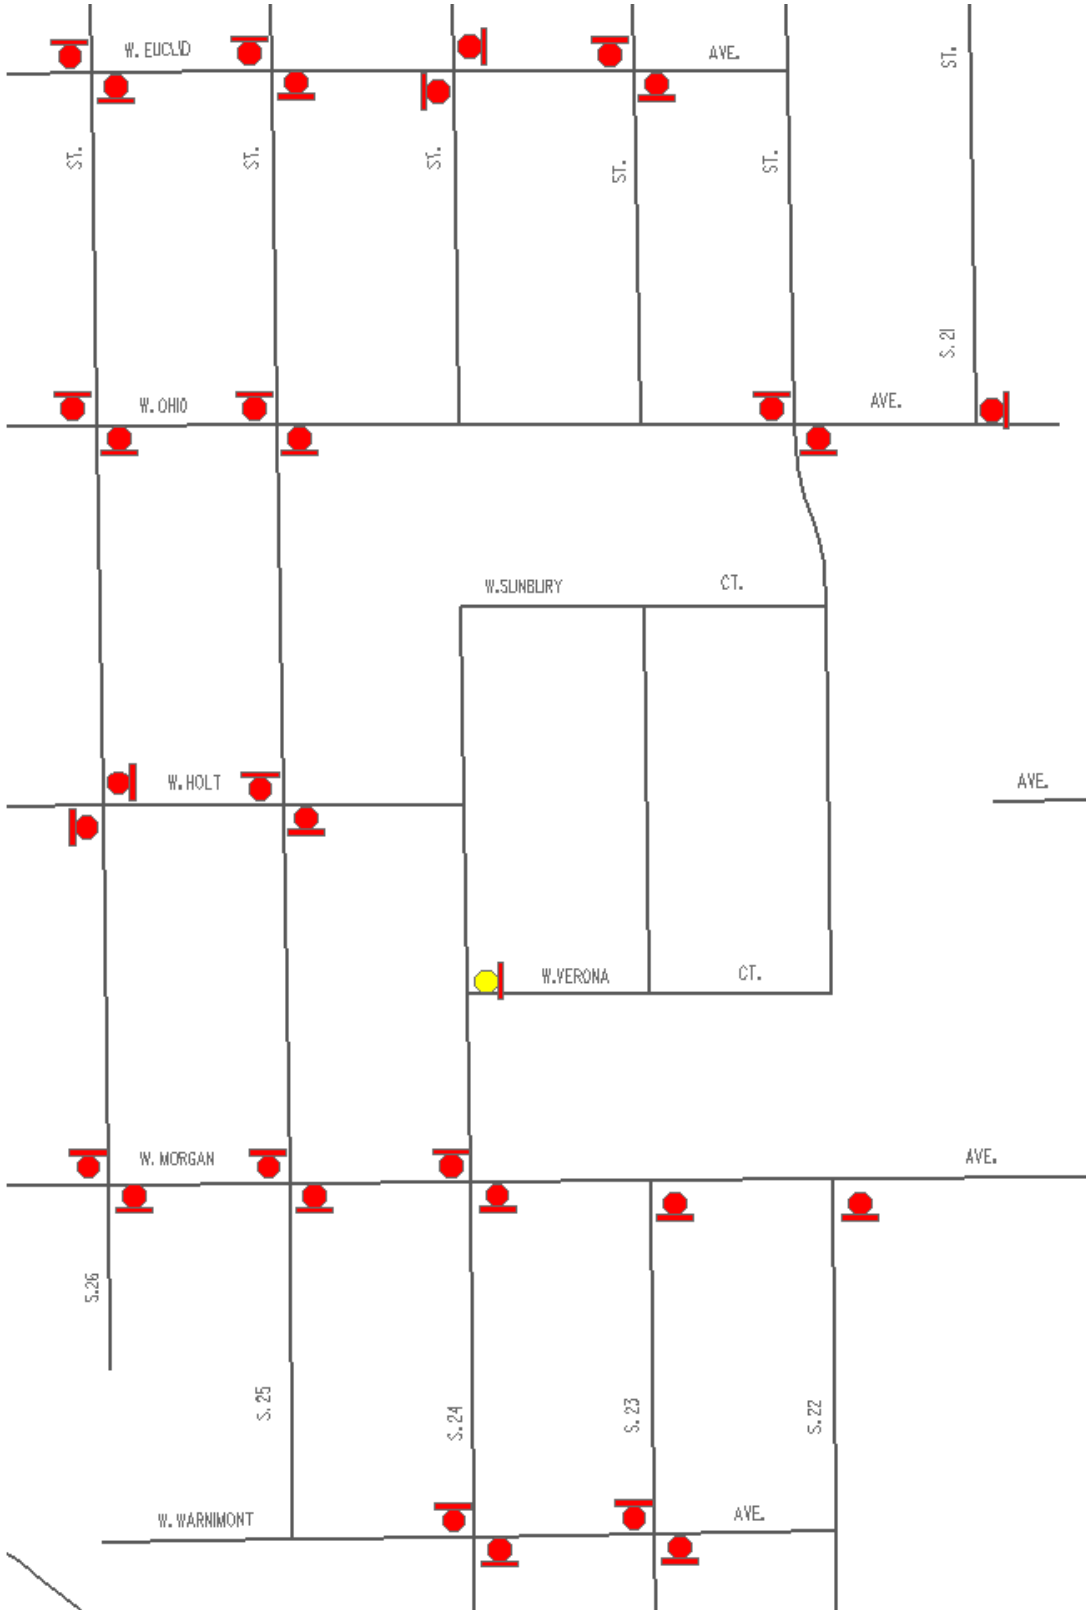 W. EUCLID AVE.
ST.
ST.
ST.
ST.
ST.
ST.
S. 21
W. OHIO AVE.
W.SUNBURY CT.
W. HOLT AVE.
W.VERONA CT.
W. MORGAN AVE.
S.26
S. 25
S. 24
S. 23
S. 22
W. WARNIMONT AVE.